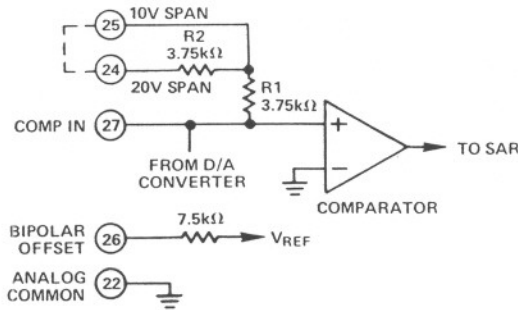 25
10V SPAN
R2
3.75kΩ
24
20V SPAN
R1
3.75kΩ
COMP IN
27
+
−
TO SAR
FROM D/A
CONVERTER
COMPARATOR
7.5kΩ
BIPOLAR
OFFSET
26
VREF
ANALOG
COMMON
22